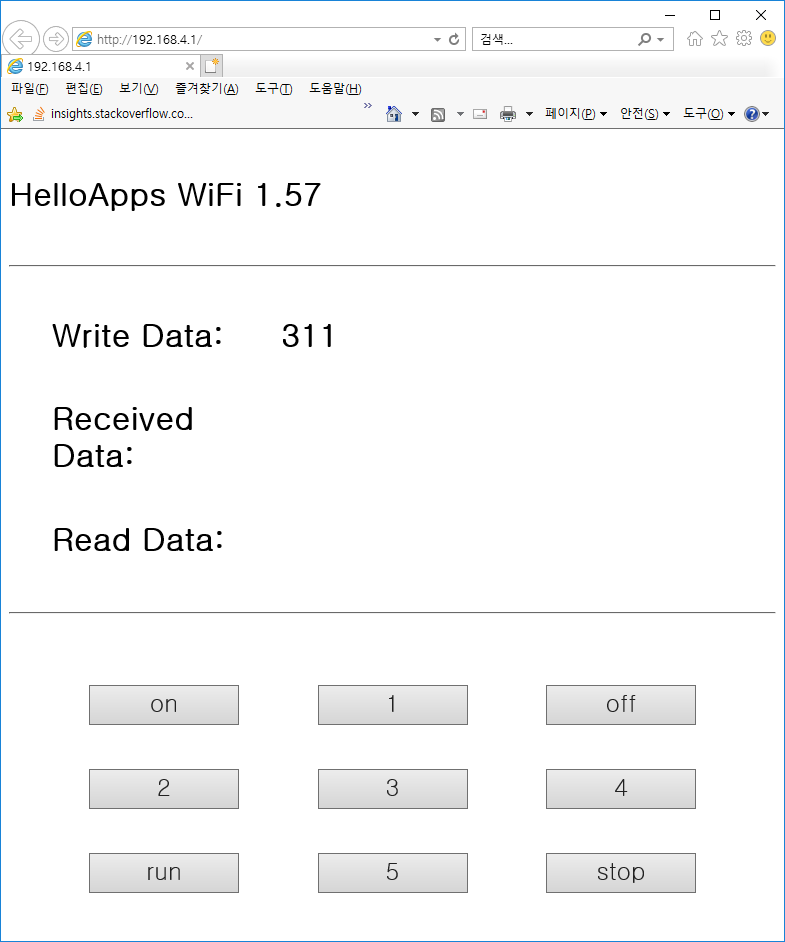 http://192.168.4.1/
검색...
192.168.4.1
파일(F) 편집(E) 보기(V) 즐겨찾기(A) 도구(T) 도움말(H)
insights.stackoverflow.co... » 페이지(P) 안전(S) 도구(O)
HelloApps WiFi 1.57
Write Data: 311
Received
Data:
Read Data:
on 1 off
2 3 4
run 5 stop